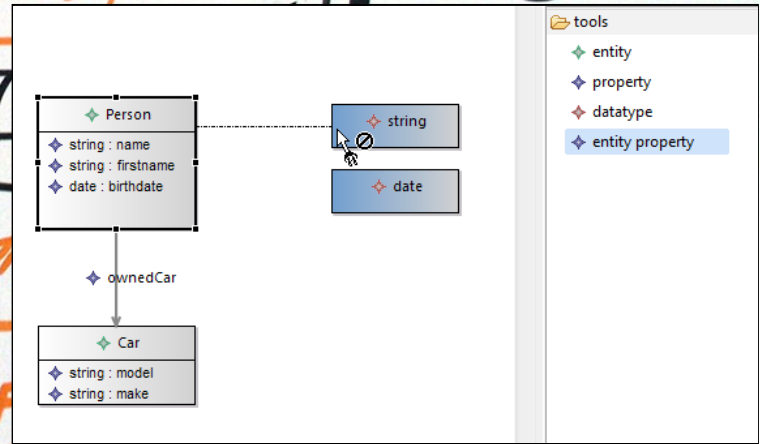 Person
string : name
string : firstname
date : birthdate
string
date
ownedCar
Car
string : model
string : make
tools
entity
property
datatype
entity property